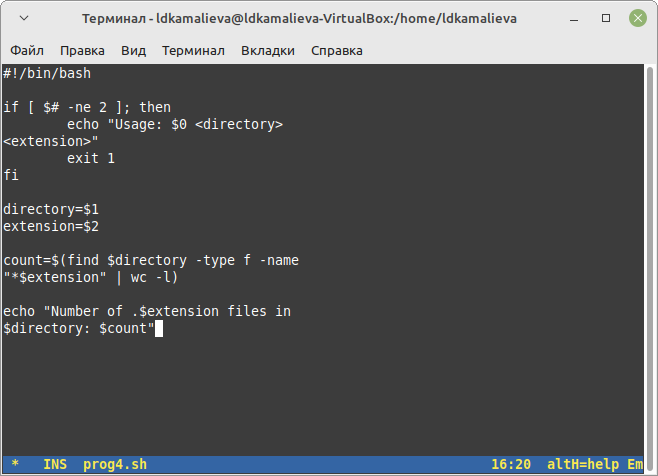 Терминал - ldkamalieva@ldkamalieva-VirtualBox:/home/ldkamalieva
Файл Правка Вид Терминал Вкладки Справка
#!/bin/bash
if [ $# -ne 2 ]; then
        echo "Usage: $0 <directory>
<extension>"
        exit 1
fi
directory=$1
extension=$2
count=$(find $directory -type f -name
"*$extension" | wc -l)
echo "Number of .$extension files in
$directory: $count"
* INS prog4.sh 16:20 altH=help Em